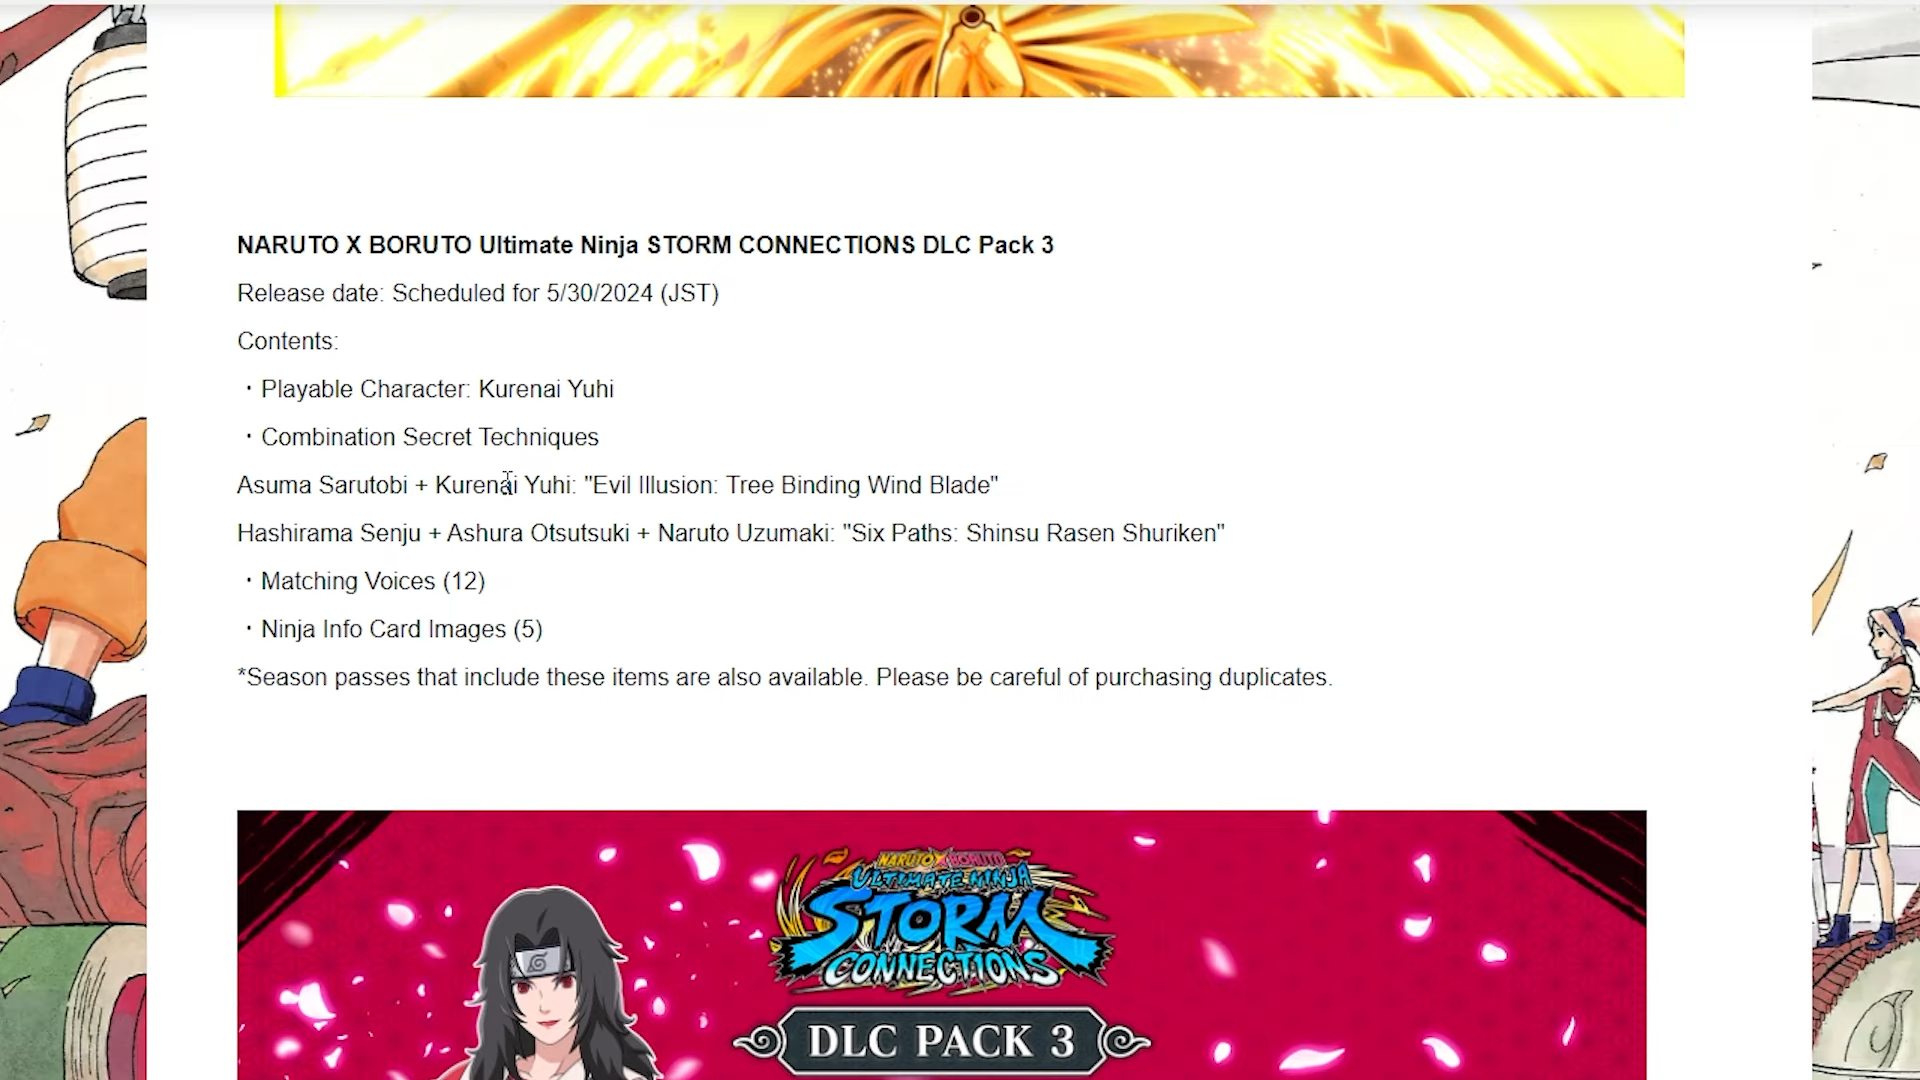 NARUTO X BORUTO Ultimate Ninja STORM CONNECTIONS DLC Pack 3
Release date: Scheduled for 5/30/2024 (JST)
Contents:
・Playable Character: Kurenai Yuhi
・Combination Secret Techniques
Asuma Sarutobi + Kurenai Yuhi: "Evil Illusion: Tree Binding Wind Blade"
Hashirama Senju + Ashura Otsutsuki + Naruto Uzumaki: "Six Paths: Shinsu Rasen Shuriken"
・Matching Voices (12)
・Ninja Info Card Images (5)
*Season passes that include these items are also available. Please be careful of purchasing duplicates.
NARUTO X BORUTO
ULTIMATE NINJA
STORM
CONNECTIONS
DLC PACK 3